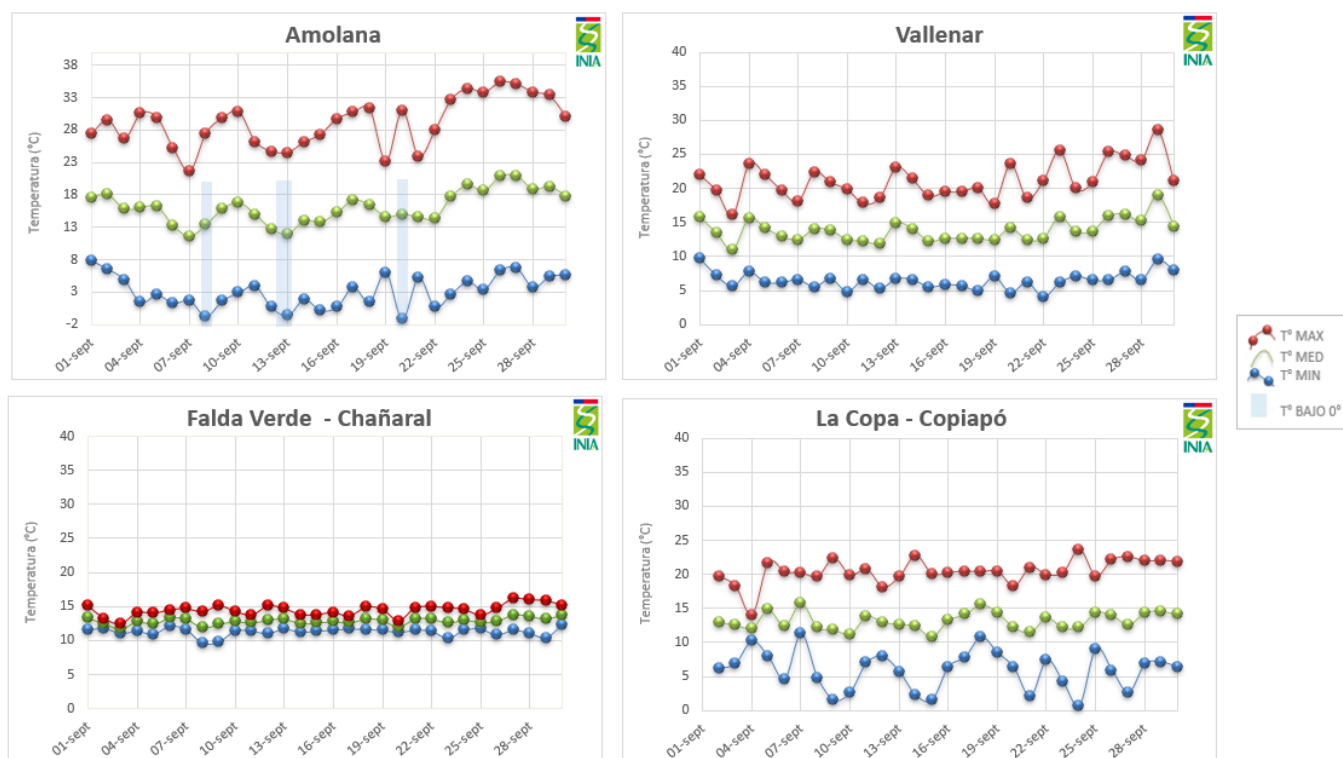 Amolana
INIA
Temperatura (°C)
38
33
28
23
18
13
8
3
-2
01-sept
04-sept
07-sept
10-sept
13-sept
16-sept
19-sept
22-sept
25-sept
28-sept
Vallenar
INIA
Temperatura (°C)
40
35
30
25
20
15
10
5
0
01-sept
04-sept
07-sept
10-sept
13-sept
16-sept
19-sept
22-sept
25-sept
28-sept
T° MAX
T° MED
T° MIN
T° BAJO 0°
Falda Verde - Chañaral
INIA
Temperatura (°C)
40
35
30
25
20
15
10
5
0
01-sept
04-sept
07-sept
10-sept
13-sept
16-sept
19-sept
22-sept
25-sept
28-sept
La Copa - Copiapó
INIA
Temperatura (°C)
40
35
30
25
20
15
10
5
0
01-sept
04-sept
07-sept
10-sept
13-sept
16-sept
19-sept
22-sept
25-sept
28-sept